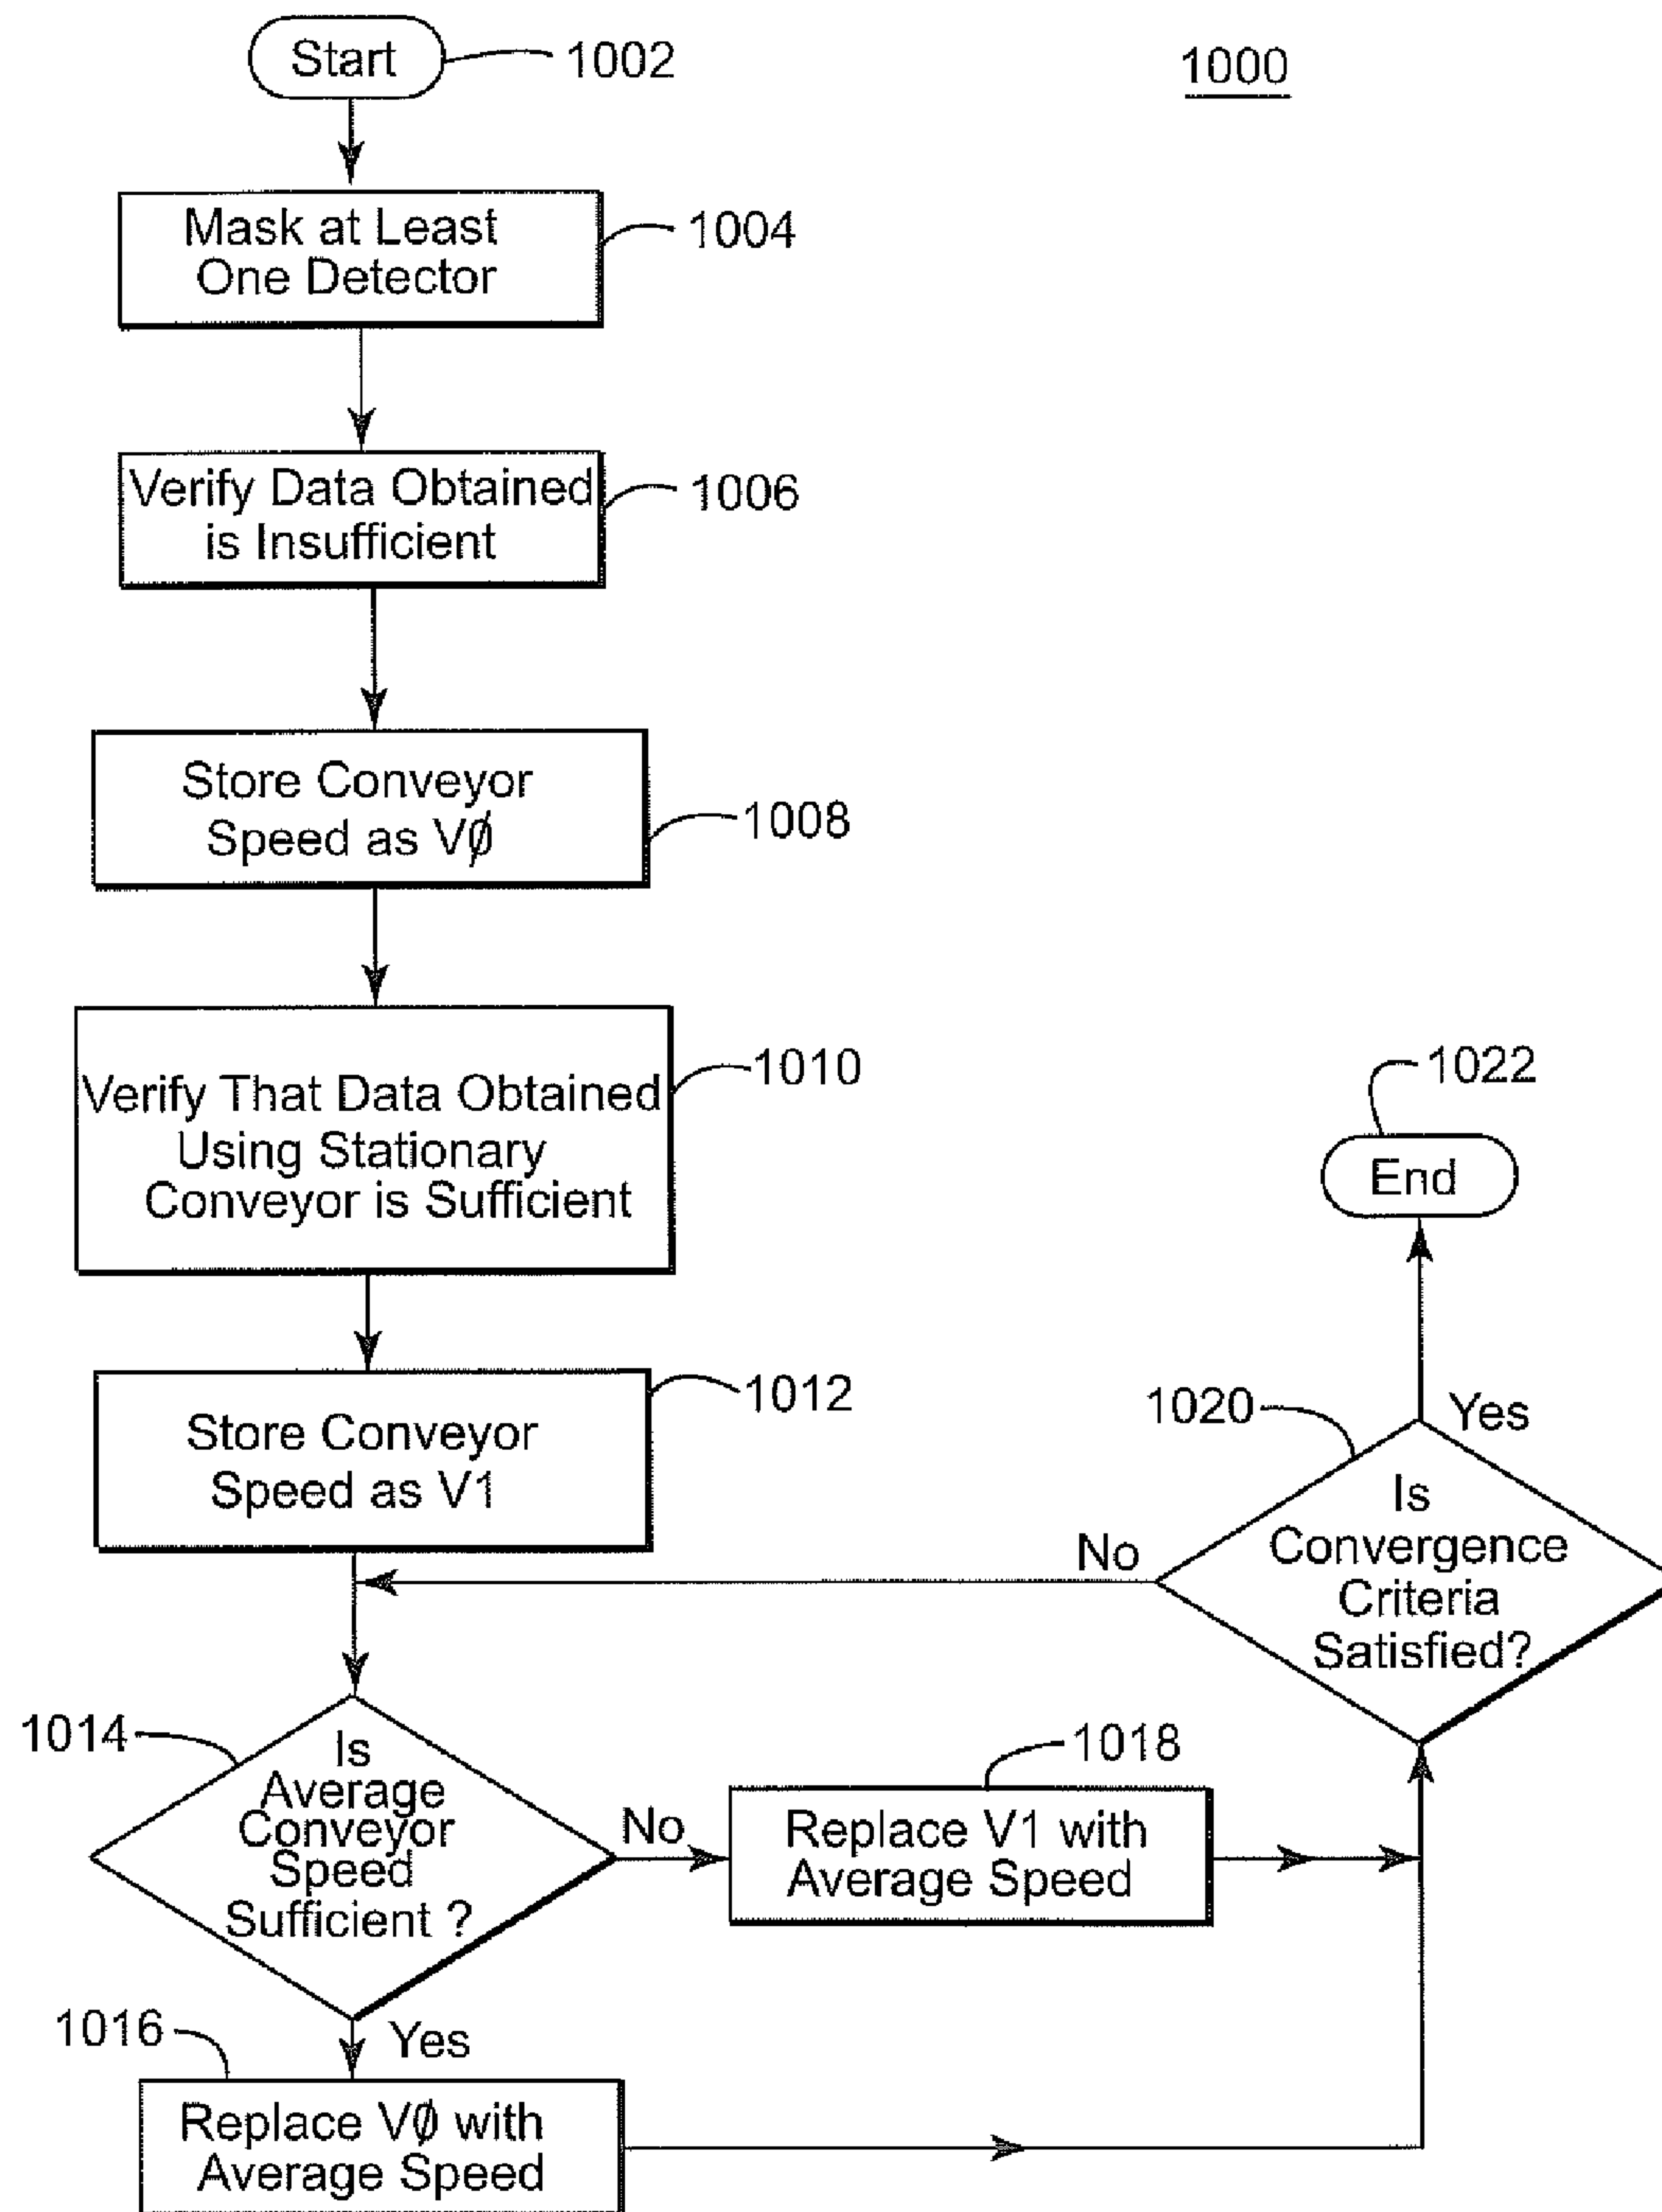 Start
1002
1000
Mask at Least
One Detector
1004
Verify Data Obtained
is Insufficient
1006
Store Conveyor
Speed as VØ
1008
Verify That Data Obtained
Using Stationary
Conveyor is Sufficient
1010
Store Conveyor
Speed as V1
1012
1022
End
1020
Yes
Is
Convergence
Criteria
Satisfied?
No
1014
Is
Average
Conveyor
Speed
Sufficient ?
No
1018
Replace V1 with
Average Speed
Yes
1016
Replace VØ with
Average Speed